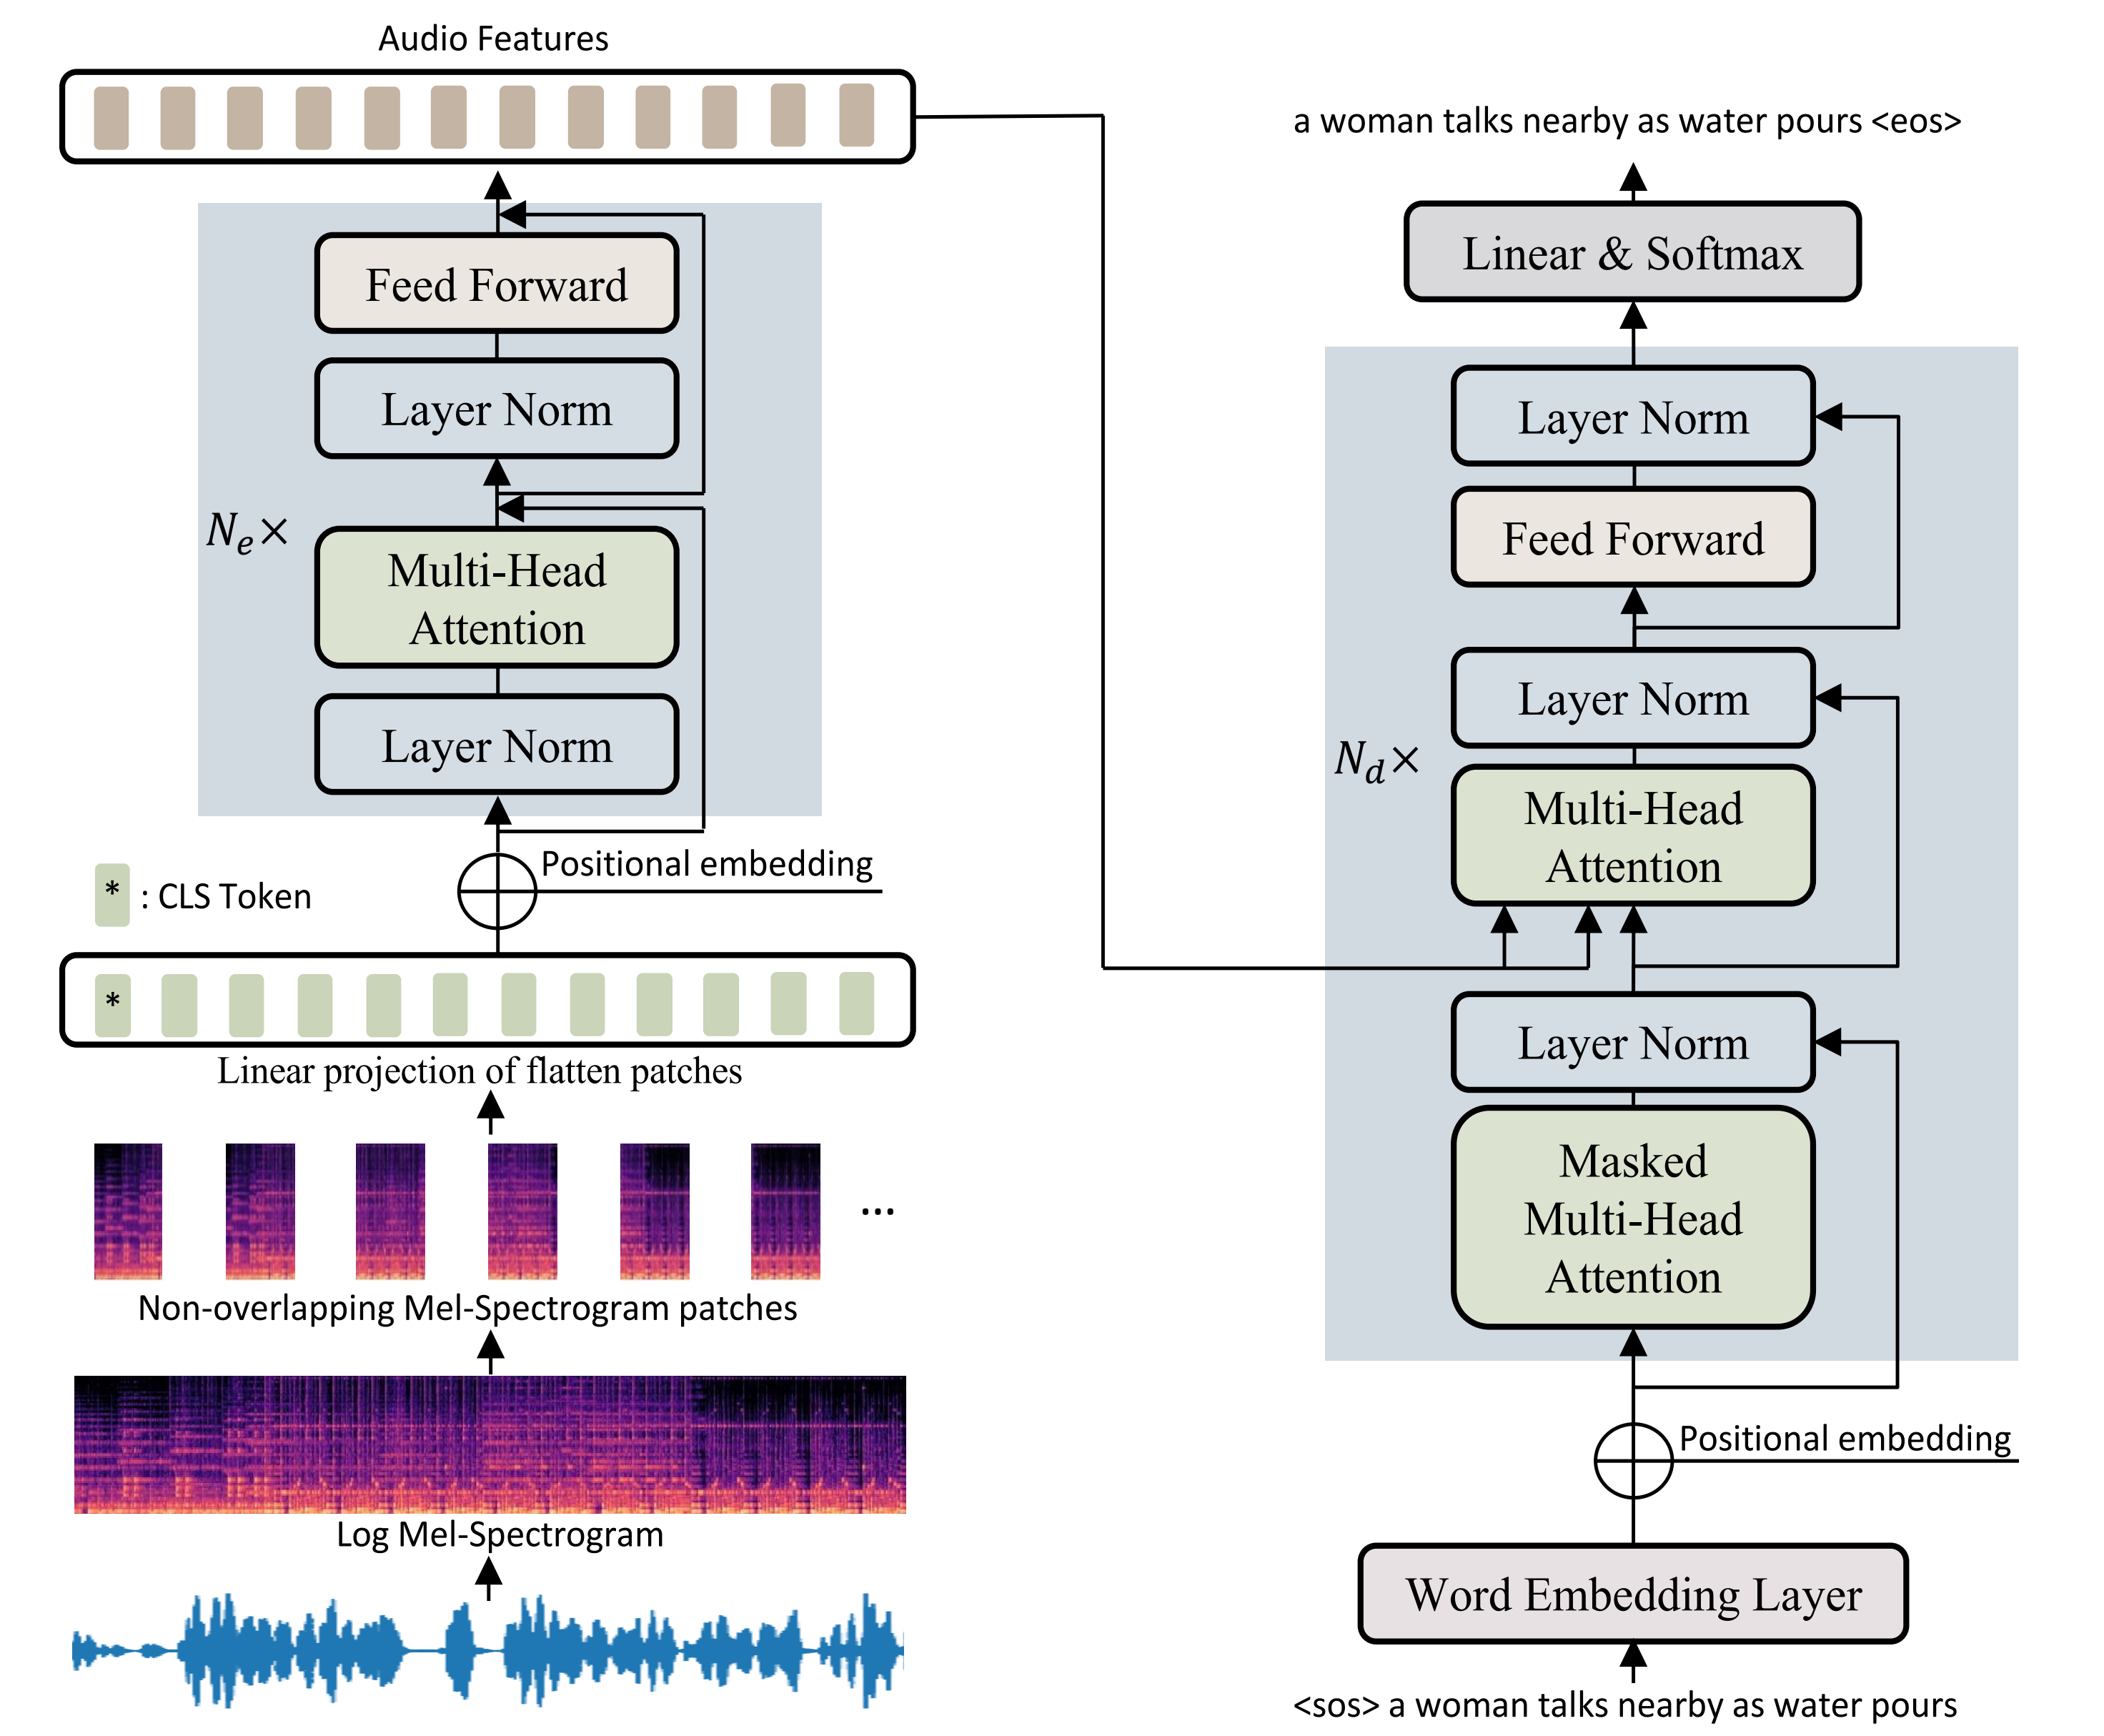 Audio Features
Feed Forward
Layer Norm
N_e×
Multi-Head
Attention
Layer Norm
Positional embedding
* : CLS Token
*
Linear projection of flatten patches
...
Non-overlapping Mel-Spectrogram patches
Log Mel-Spectrogram
a woman talks nearby as water pours <eos>
Linear & Softmax
Layer Norm
Feed Forward
Layer Norm
N_d×
Multi-Head
Attention
Layer Norm
Masked
Multi-Head
Attention
Positional embedding
Word Embedding Layer
<sos> a woman talks nearby as water pours